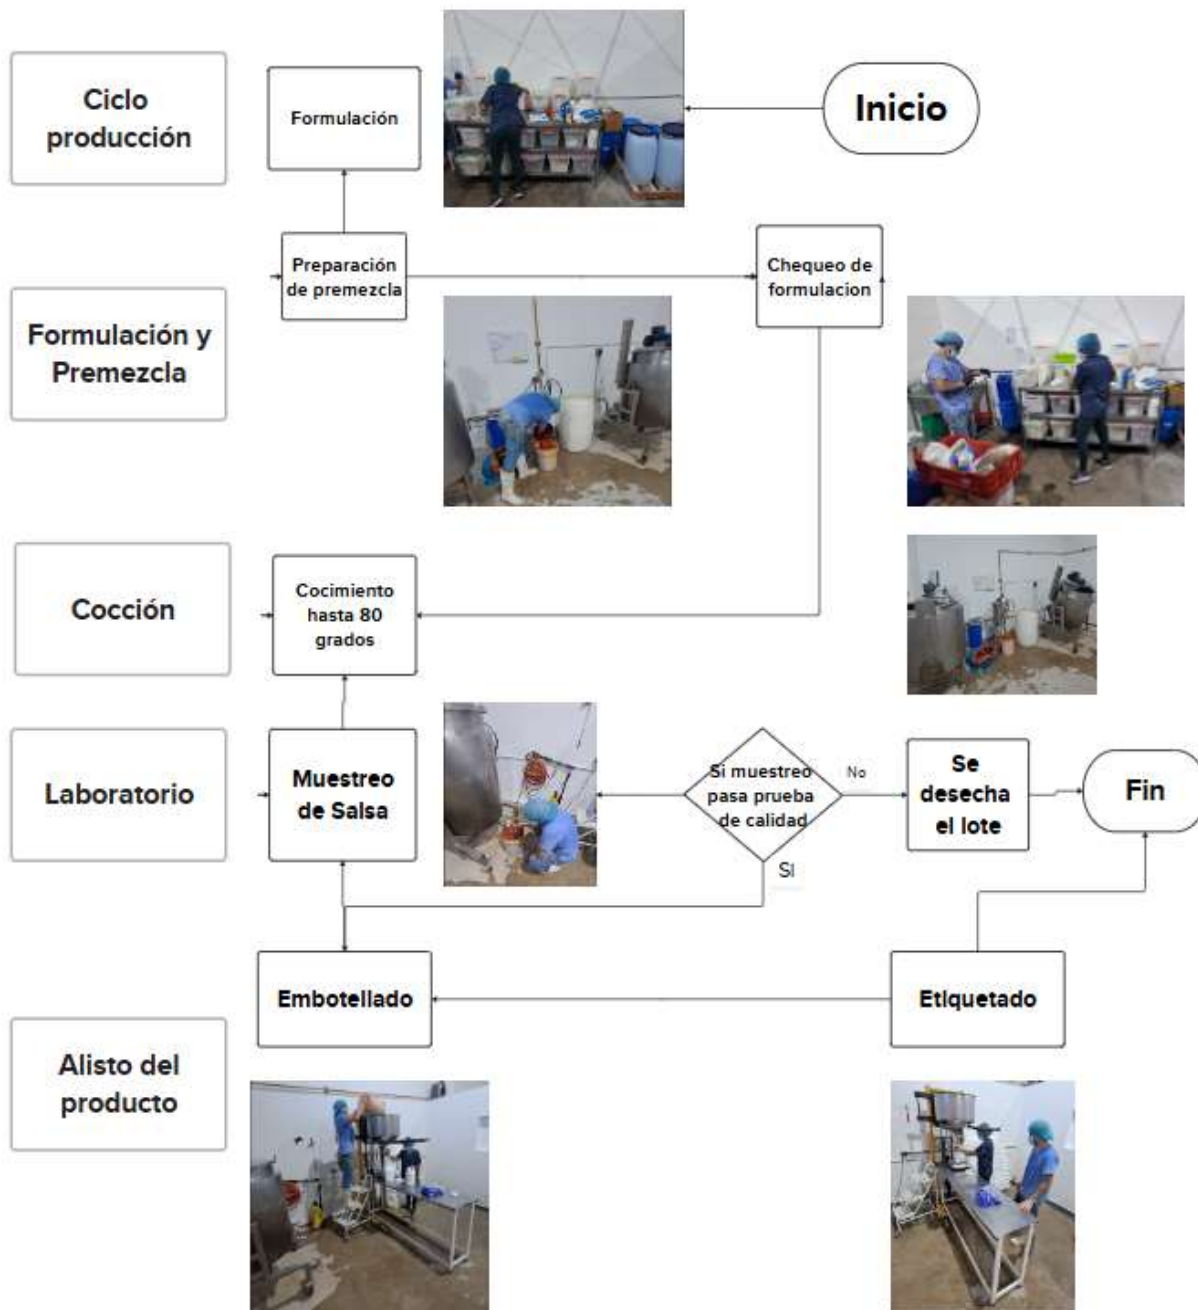 Ciclo
producción
Formulación
Inicio
Preparación
de premezcla
Chequeo de
formulacion
Formulación y
Premezcla
Cocción
Cocimiento
hasta 80
grados
Laboratorio
Muestreo
de Salsa
Si muestreo
pasa prueba
de calidad
No
Se
desecha
el lote
Fin
SI
Embotellado
Etiquetado
Alisto del
producto